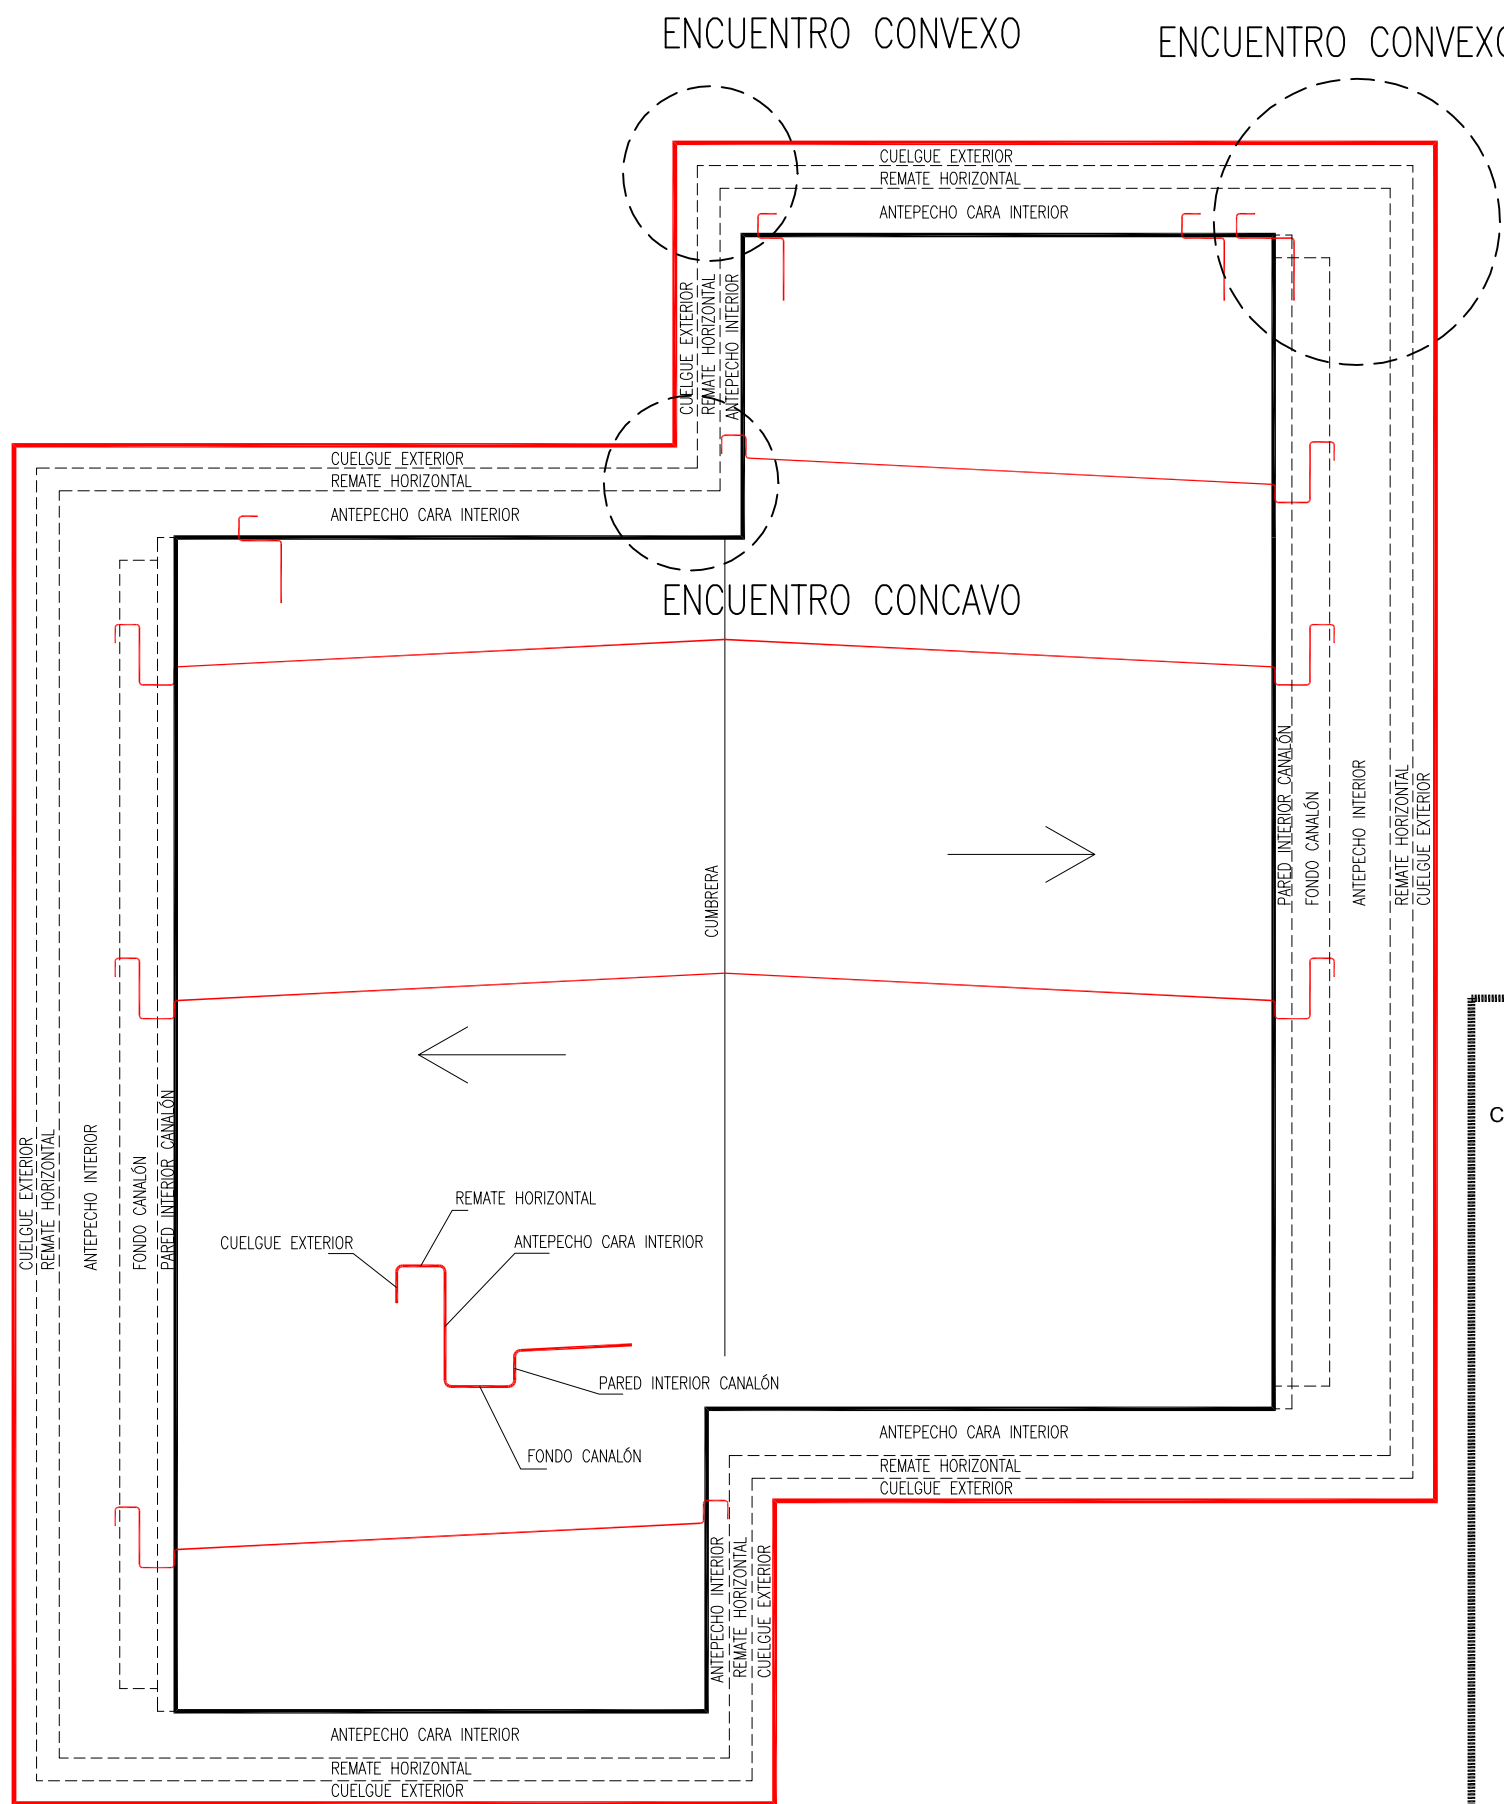 ENCUENTRO CONVEXO
ENCUENTRO CONVEXO
CUELGUE EXTERIOR
REMATE HORIZONTAL
ANTEPECHO CARA INTERIOR
CUELGUE EXTERIOR
REMATE HORIZONTAL
ANTEPECHO INTERIOR
CUELGUE EXTERIOR
REMATE HORIZONTAL
ANTEPECHO CARA INTERIOR
ENCUENTRO CONCAVO
CUMBRERA
PARED INTERIOR CANALÓN
FONDO CANALÓN
ANTEPECHO INTERIOR
REMATE HORIZONTAL
CUELGUE EXTERIOR
CUELGUE EXTERIOR
REMATE HORIZONTAL
ANTEPECHO INTERIOR
FONDO CANALÓN
PARED INTERIOR CANALÓN
C
REMATE HORIZONTAL
CUELGUE EXTERIOR
ANTEPECHO CARA INTERIOR
PARED INTERIOR CANALÓN
FONDO CANALÓN
ANTEPECHO CARA INTERIOR
REMATE HORIZONTAL
CUELGUE EXTERIOR
ANTEPECHO INTERIOR
REMATE HORIZONTAL
CUELGUE EXTERIOR
ANTEPECHO CARA INTERIOR
REMATE HORIZONTAL
CUELGUE EXTERIOR